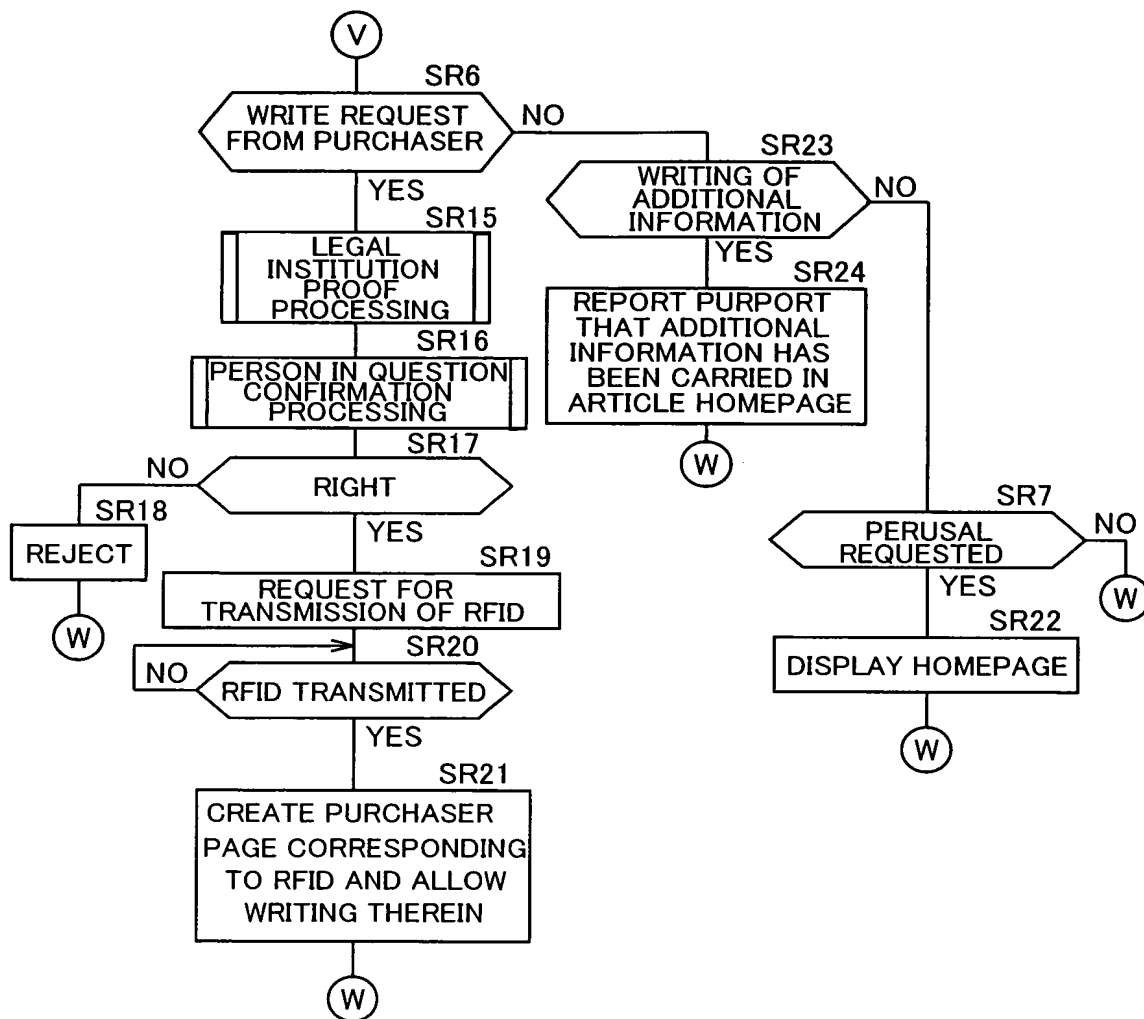 V
SR6
WRITE REQUEST
FROM PURCHASER
NO
YES
SR15
LEGAL
INSTITUTION
PROOF
PROCESSING
SR16
PERSON IN QUESTION
CONFIRMATION
PROCESSING
SR17
RIGHT
NO
YES
SR18
REJECT
W
SR19
REQUEST FOR
TRANSMISSION OF RFID
SR20
RFID TRANSMITTED
NO
YES
SR21
CREATE PURCHASER
PAGE CORRESPONDING
TO RFID AND ALLOW
WRITING THEREIN
W
SR23
WRITING OF
ADDITIONAL
INFORMATION
NO
YES
SR24
REPORT PURPORT
THAT ADDITIONAL
INFORMATION HAS
BEEN CARRIED IN
ARTICLE HOMEPAGE
W
SR7
PERUSAL
REQUESTED
NO
W
YES
SR22
DISPLAY HOMEPAGE
W